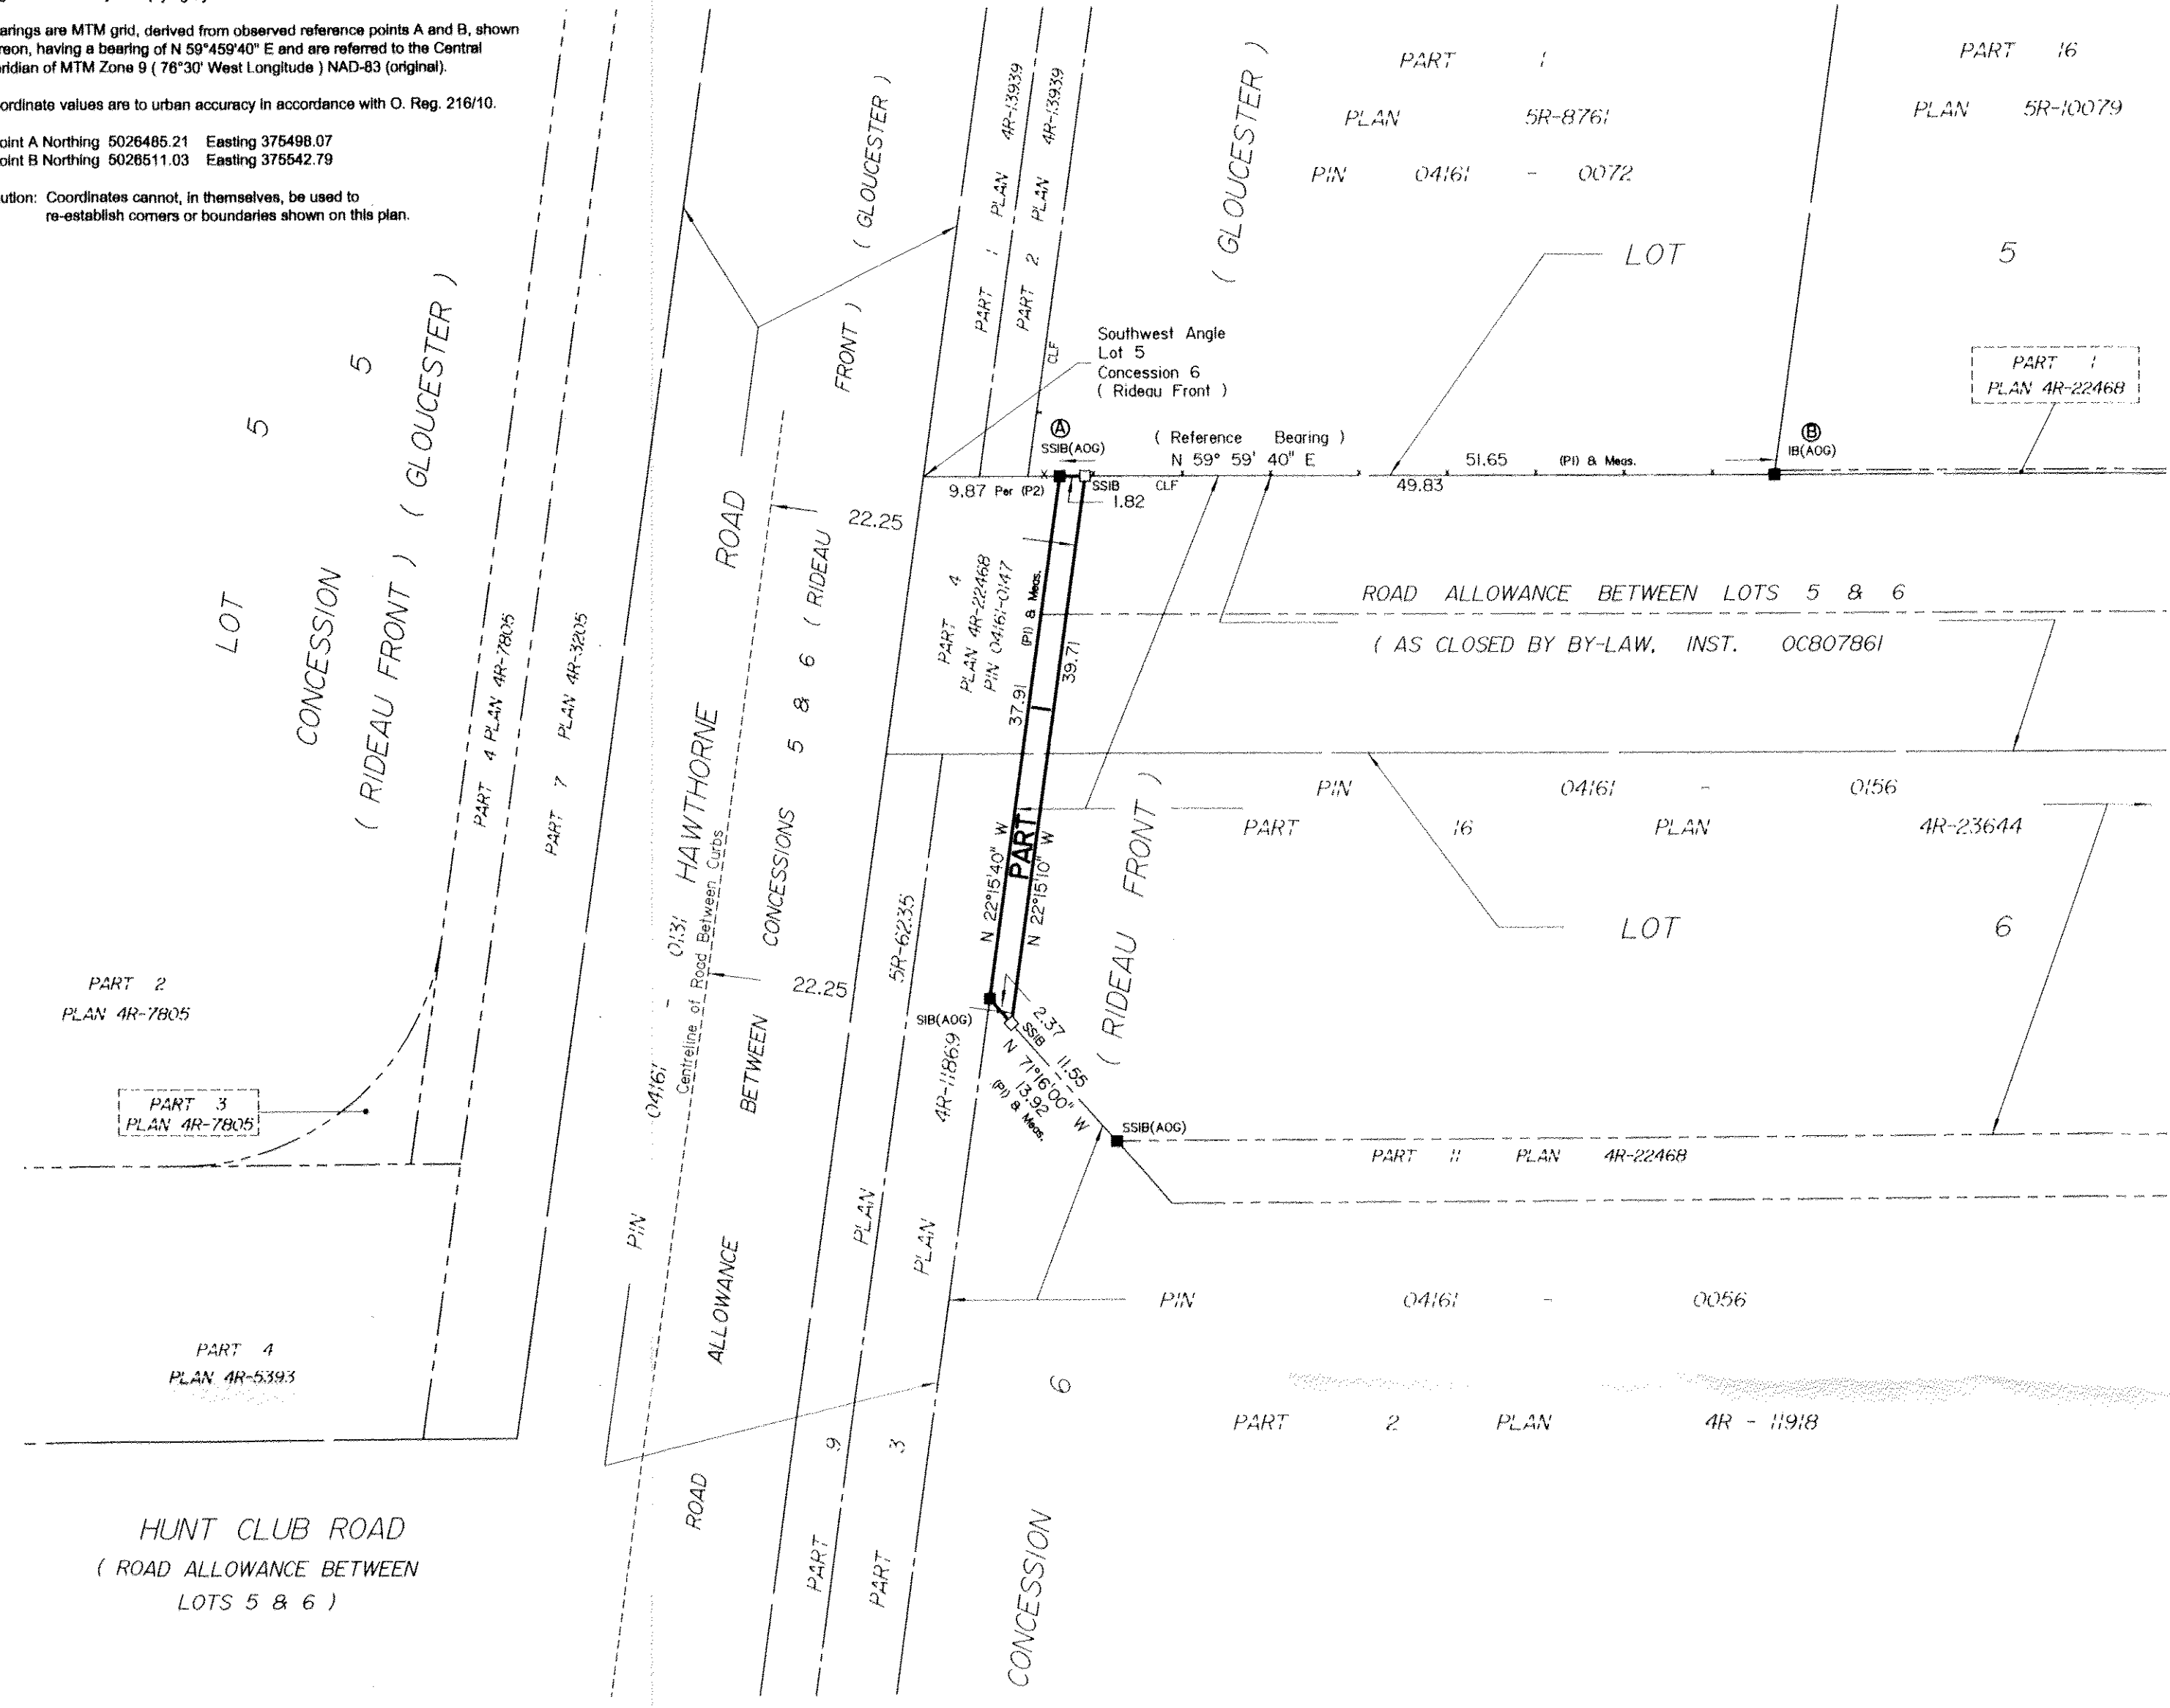 arings are MTM grid, derived from observed reference points A and B, shown
reon, having a bearing of N 59°459'40" E and are referred to the Central
ridian of MTM Zone 9 ( 76°30' West Longitude ) NAD-83 (original).
ordinate values are to urban accuracy in accordance with O. Reg. 216/10.
oint A Northing 5026485.21 Easting 375498.07
oint B Northing 5026511.03 Easting 375542.79
ution: Coordinates cannot, in themselves, be used to
re-establish corners or boundaries shown on this plan.
LOT 5
CONCESSION 5
( RIDEAU FRONT ) ( GLOUCESTER )
PART 4 PLAN 4R-7805
PART 7 PLAN 4R-3205
PART 2
PLAN 4R-7805
PART 3
PLAN 4R-7805
PART 4
PLAN 4R-5393
HUNT CLUB ROAD
( ROAD ALLOWANCE BETWEEN
LOTS 5 & 6 )
PIN 04161 - 0131
HAWTHORNE ROAD
Centreline of Road Between Curbs
ROAD ALLOWANCE BETWEEN CONCESSIONS 5 & 6 ( RIDEAU FRONT ) ( GLOUCESTER )
22.25
22.25
PART 9 PLAN 5R-6235
PART 3 PLAN 4R-11869
PART 1 PLAN 4R-13939
PART 2 PLAN 4R-13939
CLF
Southwest Angle
Lot 5
Concession 6
( Rideau Front )
A
SSIB(AOG)
( Reference Bearing )
N 59° 59' 40" E
51.65 (P1) & Meas.
B
IB(AOG)
9.87 Per (P2)
SSIB
CLF
1.82
49.83
PART 4
PLAN 4R-22468
PIN 04161-0147
(P1) & Meas.
37.91
39.71
PART
N 22°15'40" W
N 22°15'10" W
SIB(AOG)
2.37
SSIB 11.55
N 71°16'00" W
13.92
(P1) & Meas.
SSIB(AOG)
CONCESSION 6 ( RIDEAU FRONT ) ( GLOUCESTER )
PART 1
PLAN 5R-8761
PIN 04161 - 0072
PART 16
PLAN 5R-10079
LOT 5
PART 1
PLAN 4R-22468
ROAD ALLOWANCE BETWEEN LOTS 5 & 6
( AS CLOSED BY BY-LAW, INST. OC807861
PIN 04161 - 0156
PART 16 PLAN 4R-23644
LOT 6
PART 11 PLAN 4R-22468
PIN 04161 - 0056
PART 2 PLAN 4R - 11918